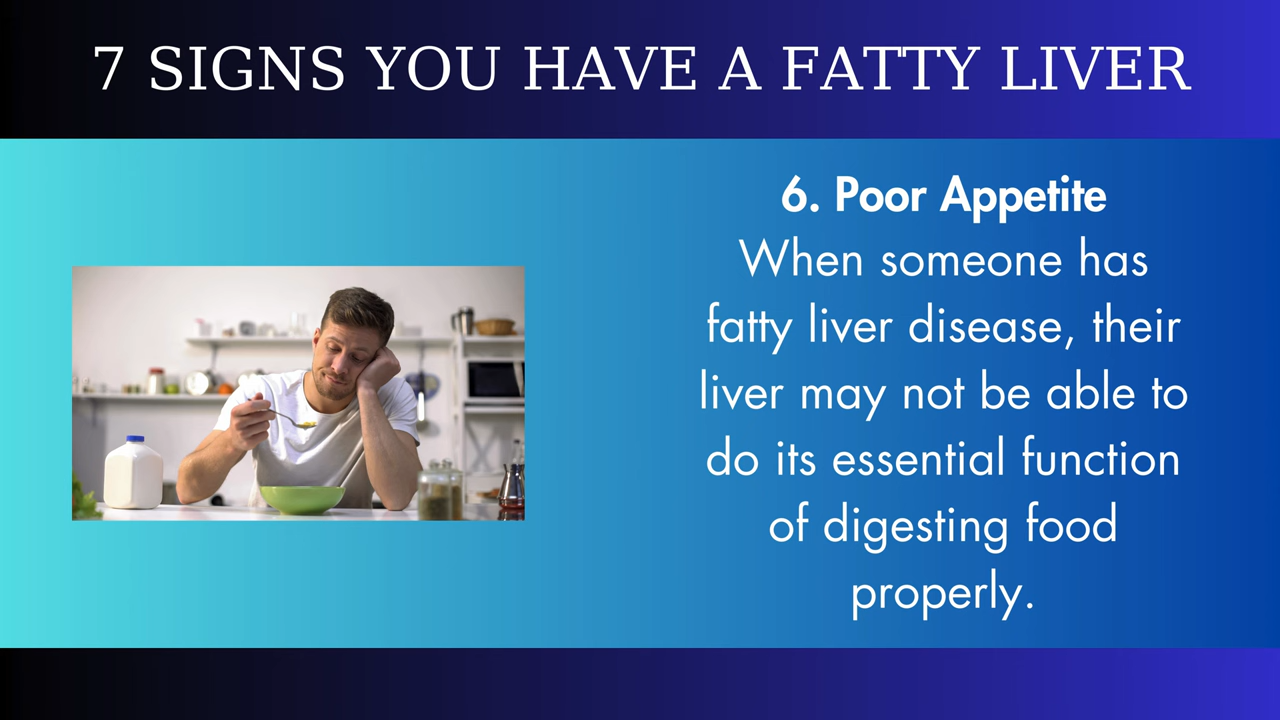 7 SIGNS YOU HAVE A FATTY LIVER
6. Poor Appetite
When someone has
fatty liver disease, their
liver may not be able to
do its essential function
of digesting food
properly.